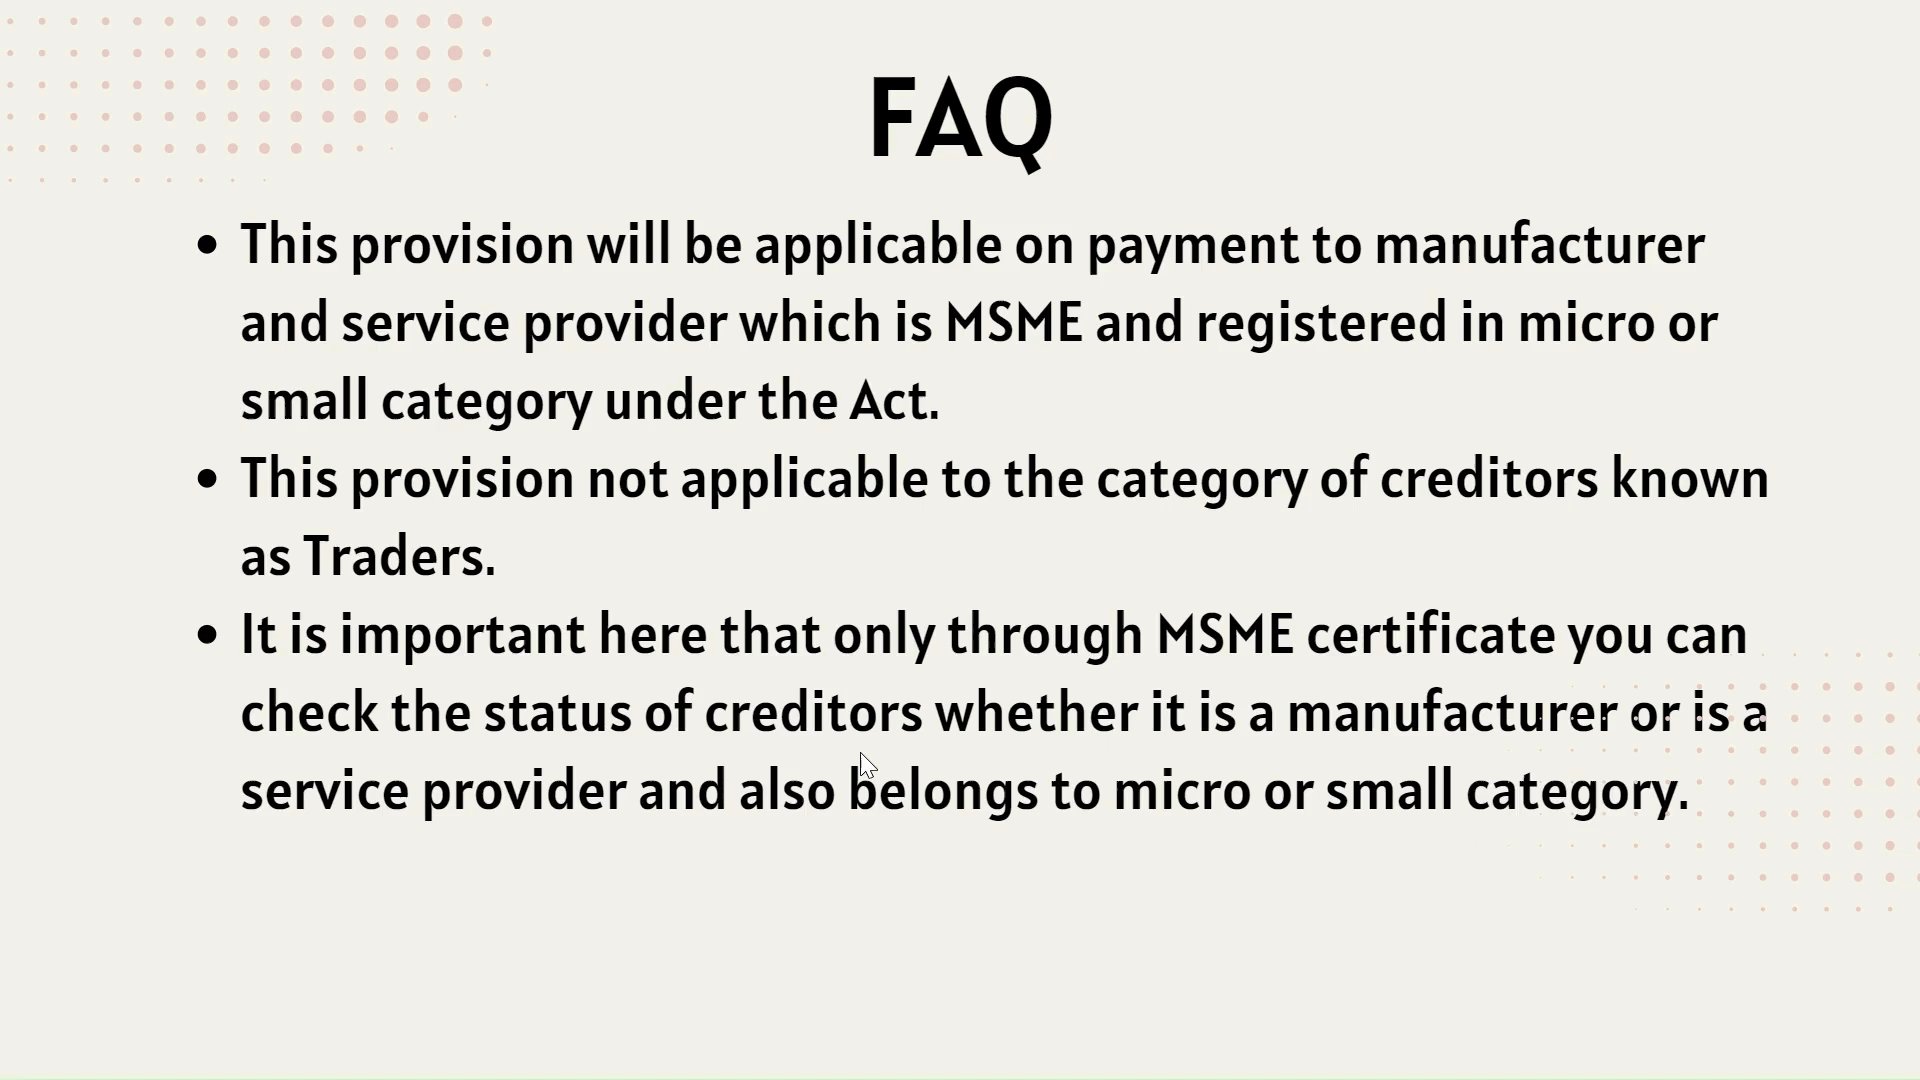 FAQ
• This provision will be applicable on payment to manufacturer
and service provider which is MSME and registered in micro or
small category under the Act.
• This provision not applicable to the category of creditors known
as Traders.
• It is important here that only through MSME certificate you can
check the status of creditors whether it is a manufacturer or is a
service provider and also belongs to micro or small category.